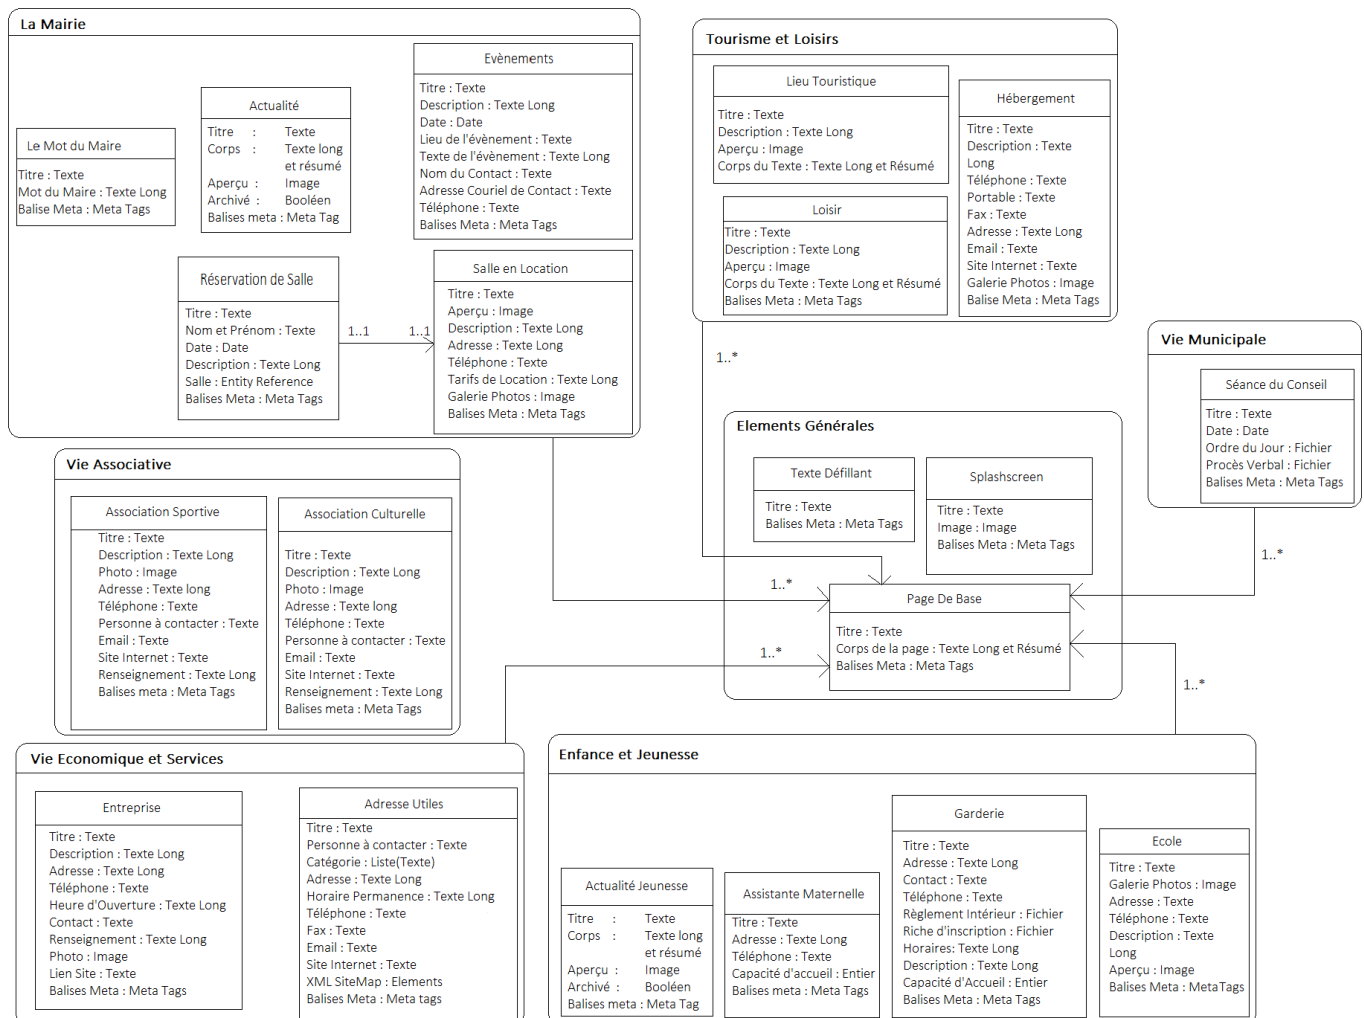 La Mairie
Le Mot du Maire
Titre : Texte
Mot du Maire : Texte Long
Balise Meta : Meta Tags
Actualité
Titre : Texte
Corps : Texte long
et résumé
Aperçu : Image
Archivé : Booléen
Balises meta : Meta Tag
Evènements
Titre : Texte
Description : Texte Long
Date : Date
Lieu de l'évènement : Texte
Texte de l'évènement : Texte Long
Nom du Contact : Texte
Adresse Couriel de Contact : Texte
Téléphone : Texte
Balises Meta : Meta Tags
Réservation de Salle
Titre : Texte
Nom et Prénom : Texte
Date : Date
Description : Texte Long
Salle : Entity Reference
Balises Meta : Meta Tags
1..1
1..1
Salle en Location
Titre : Texte
Aperçu : Image
Description : Texte Long
Adresse : Texte Long
Téléphone : Texte
Tarifs de Location : Texte Long
Galerie Photos : Image
Balises Meta : Meta Tags
Tourisme et Loisirs
Lieu Touristique
Titre : Texte
Description : Texte Long
Aperçu : Image
Corps du Texte : Texte Long et Résumé
Loisir
Titre : Texte
Description : Texte Long
Aperçu : Image
Corps du Texte : Texte Long et Résumé
Balises Meta : Meta Tags
Hébergement
Titre : Texte
Description : Texte
Long
Téléphone : Texte
Portable : Texte
Fax : Texte
Adresse : Texte Long
Email : Texte
Site Internet : Texte
Galerie Photos : Image
Balise Meta : Meta Tags
1..*
Vie Municipale
Séance du Conseil
Titre : Texte
Date : Date
Ordre du Jour : Fichier
Procès Verbal : Fichier
Balises Meta : Meta Tags
1..*
Elements Générales
Texte Défillant
Titre : Texte
Balises Meta : Meta Tags
Splashscreen
Titre : Texte
Image : Image
Balises Meta : Meta Tags
1..*
Page De Base
Titre : Texte
Corps de la page : Texte Long et Résumé
Balises Meta : Meta Tags
1..*
1..*
Vie Associative
Association Sportive
Titre : Texte
Description : Texte Long
Photo : Image
Adresse : Texte long
Téléphone : Texte
Personne à contacter : Texte
Email : Texte
Site Internet : Texte
Renseignement : Texte Long
Balises meta : Meta Tags
Association Culturelle
Titre : Texte
Description : Texte Long
Photo : Image
Adresse : Texte long
Téléphone : Texte
Personne à contacter : Texte
Email : Texte
Site Internet : Texte
Renseignement : Texte Long
Balises meta : Meta Tags
Vie Economique et Services
Entreprise
Titre : Texte
Description : Texte Long
Adresse : Texte Long
Téléphone : Texte
Heure d'Ouverture : Texte Long
Contact : Texte
Renseignement : Texte Long
Photo : Image
Lien Site : Texte
Balises Meta : Meta Tags
Adresse Utiles
Titre : Texte
Personne à contacter : Texte
Catégorie : Liste(Texte)
Adresse : Texte Long
Horaire Permanence : Texte Long
Téléphone : Texte
Fax : Texte
Email : Texte
Site Internet : Texte
XML SiteMap : Elements
Balises Meta : Meta tags
Enfance et Jeunesse
Actualité Jeunesse
Titre : Texte
Corps : Texte long
et résumé
Aperçu : Image
Archivé : Booléen
Balises meta : Meta Tag
Assistante Maternelle
Titre : Texte
Adresse : Texte Long
Téléphone : Texte
Capacité d'accueil : Entier
Balises meta : Meta Tags
Garderie
Titre : Texte
Adresse : Texte Long
Contact : Texte
Téléphone : Texte
Règlement Intérieur : Fichier
Riche d'inscription : Fichier
Horaires: Texte Long
Description : Texte Long
Capacité d'Accueil : Entier
Balises Meta : Meta Tags
Ecole
Titre : Texte
Galerie Photos : Image
Adresse : Texte
Téléphone : Texte
Description : Texte
Long
Aperçu : Image
Balises Meta : MetaTags